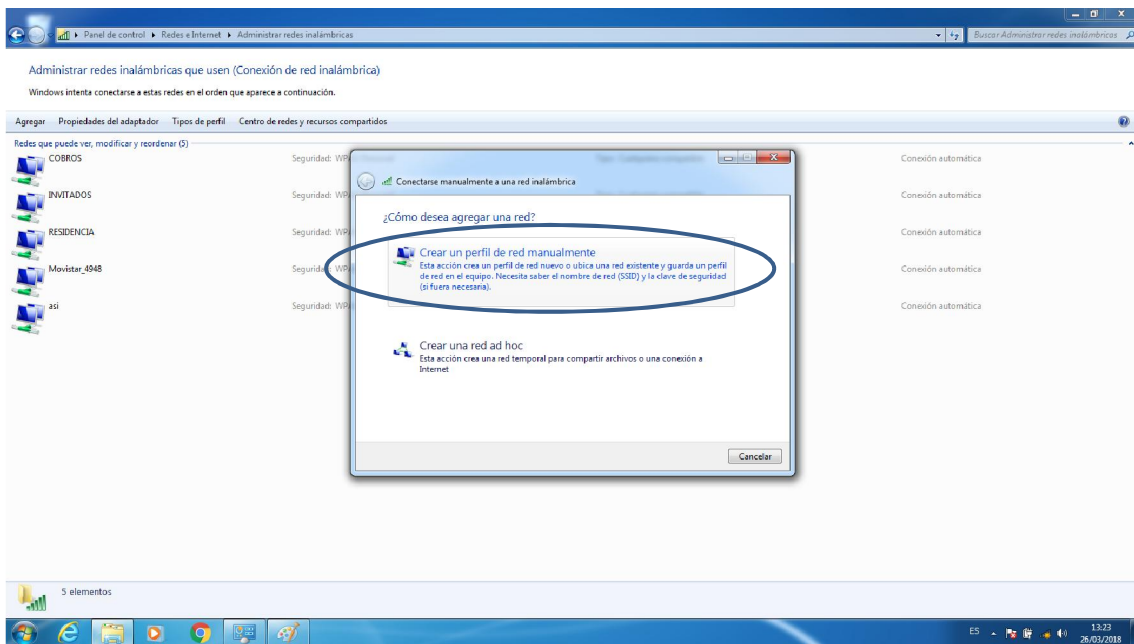 Panel de control ▸ Redes e Internet ▸ Administrar redes inalámbricas
Buscar Administrar redes inalámbricas
Administrar redes inalámbricas que usen (Conexión de red inalámbrica)
Windows intenta conectarse a estas redes en el orden que aparece a continuación.
Agregar Propiedades del adaptador Tipos de perfil Centro de redes y recursos compartidos
Redes que puede ver, modificar y reordenar (5)
COBROS Seguridad: Conexión automática
INVITADOS Seguridad: Conexión automática
RESIDENCIA Seguridad: Conexión automática
Movistar_4948 Seguridad: Conexión automática
asi Seguridad: Conexión automática
Conectarse manualmente a una red inalámbrica
¿Cómo desea agregar una red?
Crear un perfil de red manualmente
Esta acción crea un perfil de red nuevo o ubica una red existente y guarda un perfil
de red en el equipo. Necesita saber el nombre de red (SSID) y la clave de seguridad
(si fuera necesaria).
Crear una red ad hoc
Esta acción crea una red temporal para compartir archivos o una conexión a
Internet
Cancelar
5 elementos
ES
13:23
26/03/2018